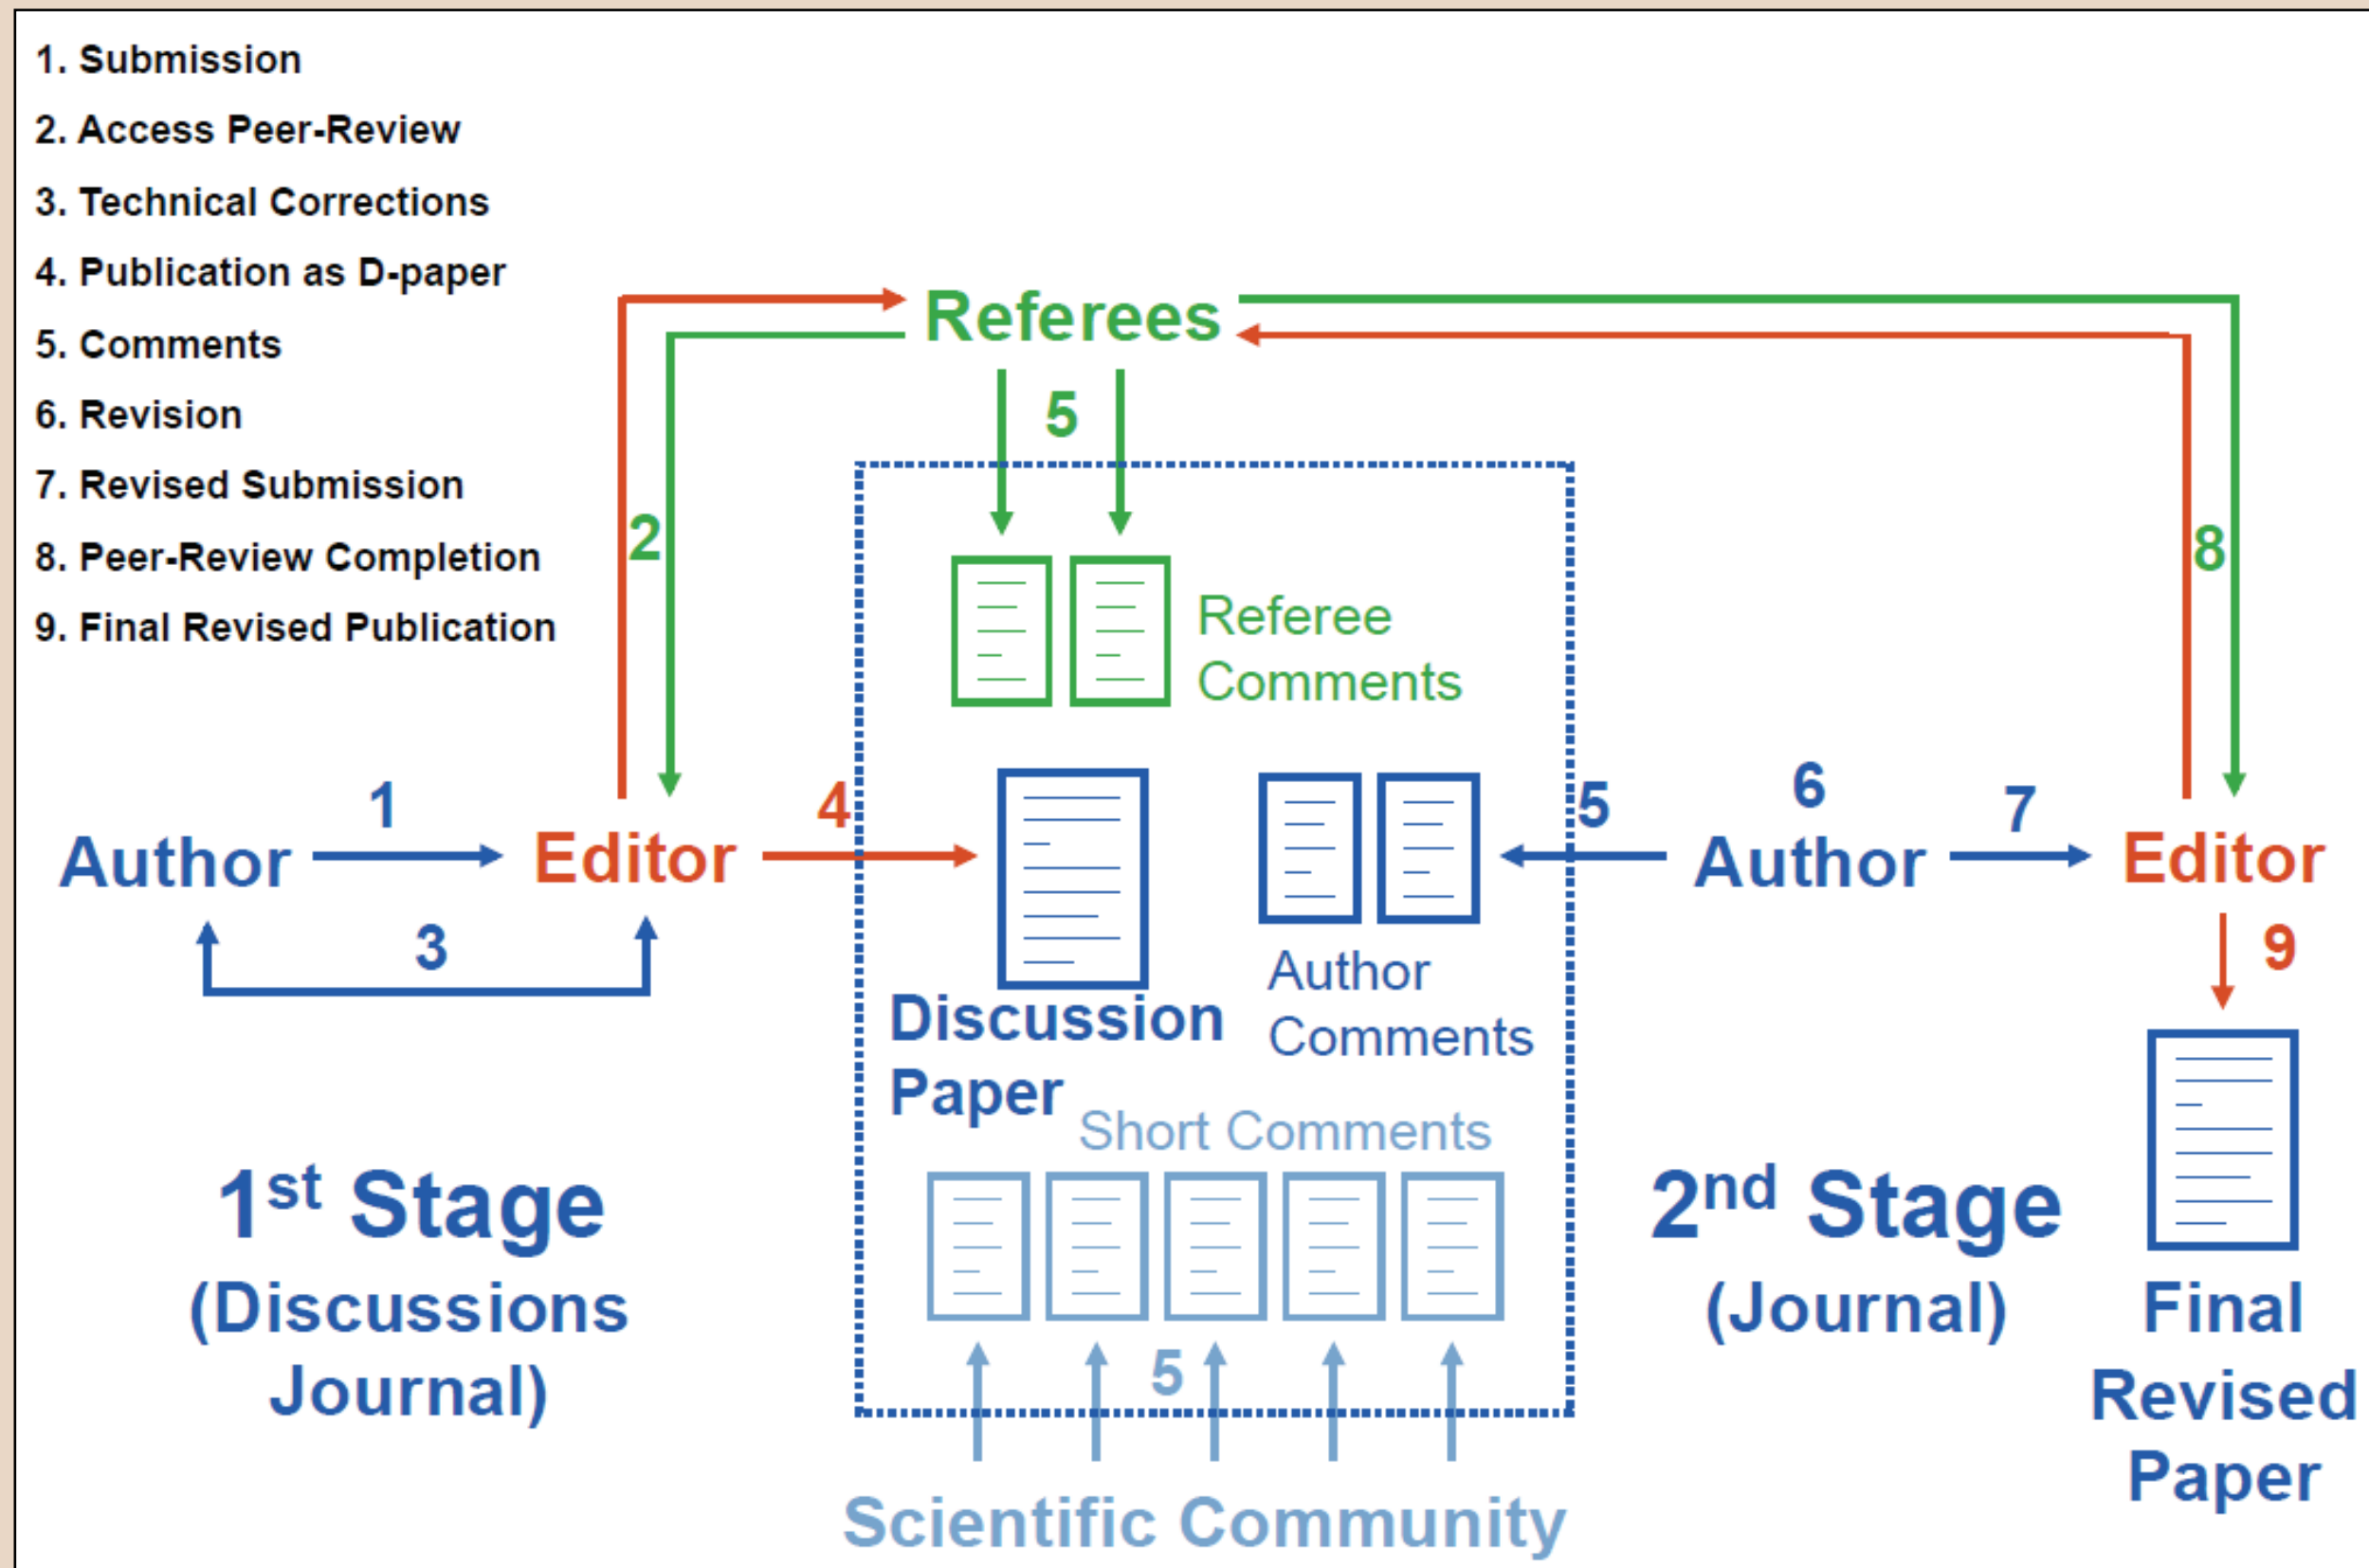 1. Submission
2. Access Peer-Review
3. Technical Corrections
4. Publication as D-paper
5. Comments
6. Revision
7. Revised Submission
8. Peer-Review Completion
9. Final Revised Publication
Referees
5
2
8
Referee
Comments
1
4
5
6
7
Author
Editor
Author
Editor
3
9
Author
Comments
Discussion
Paper
Short Comments
1st Stage
(Discussions
Journal)
2nd Stage
(Journal)
Final
Revised
Paper
5
Scientific Community